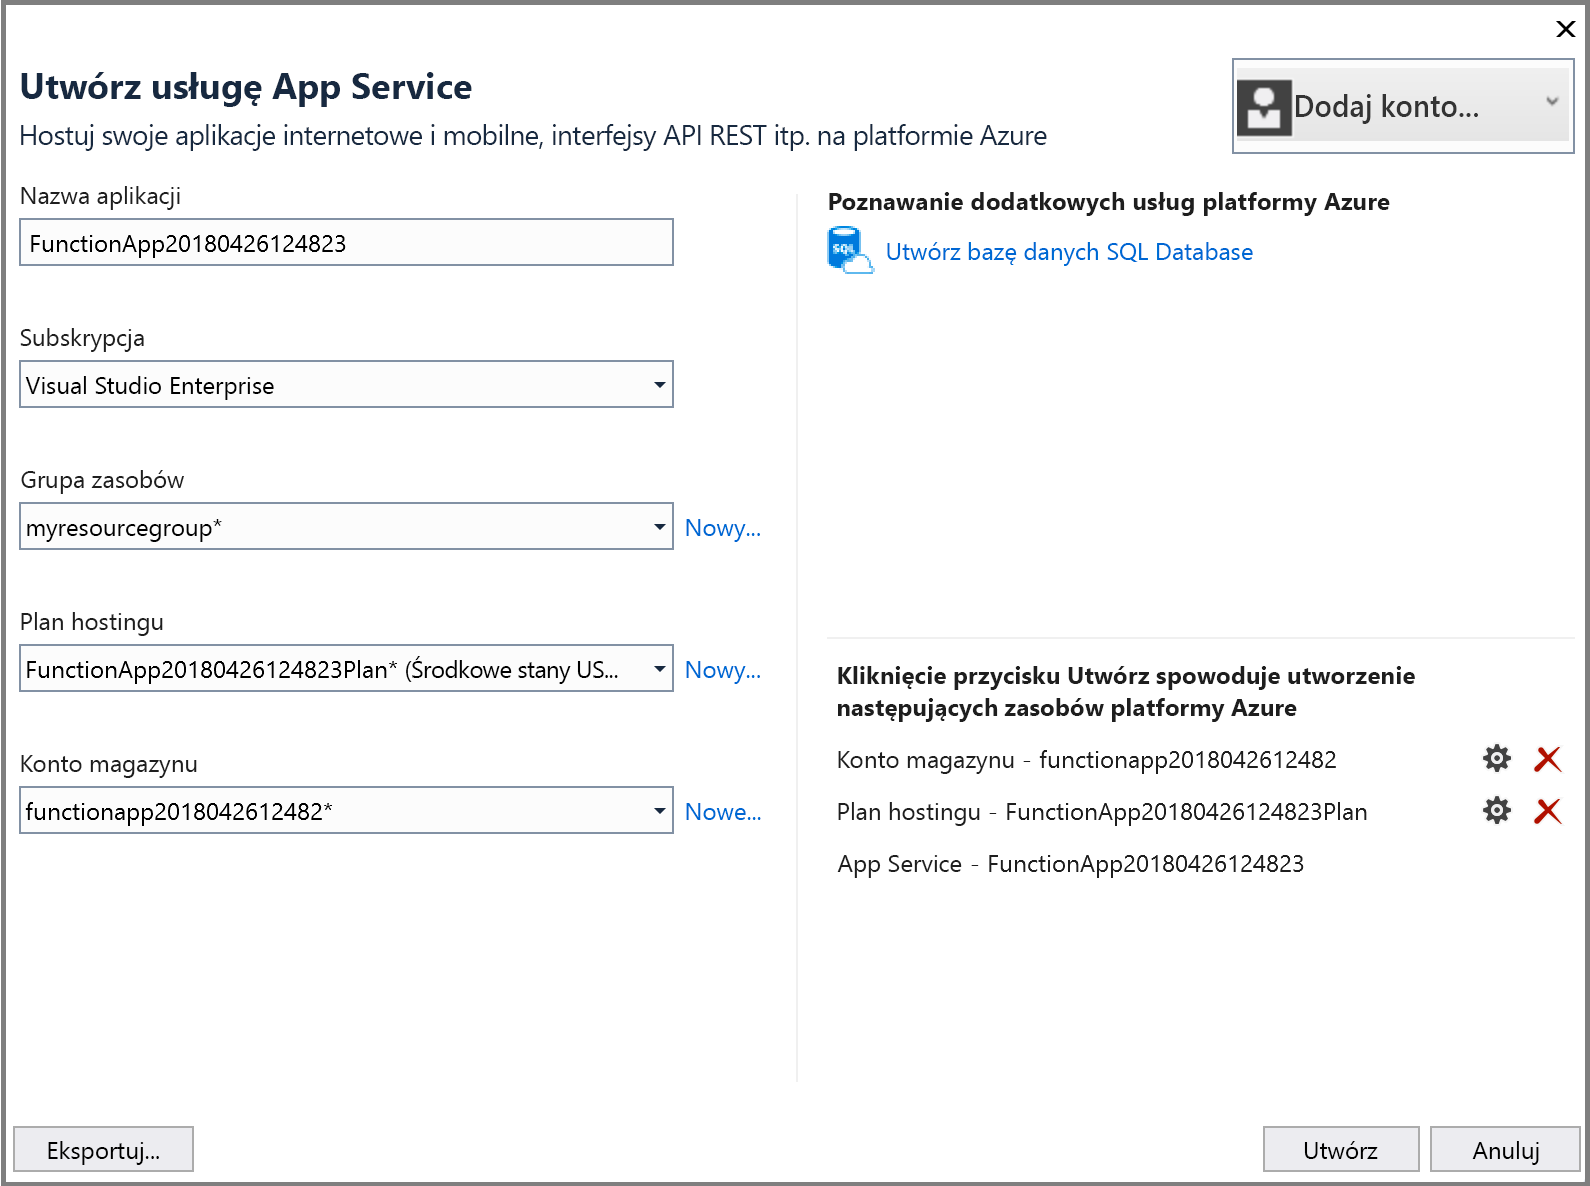 Utwórz usługę App Service
Hostuj swoje aplikacje internetowe i mobilne, interfejsy API REST itp. na platformie Azure
Dodaj konto...
Nazwa aplikacji
FunctionApp20180426124823
Subskrypcja
Visual Studio Enterprise
Grupa zasobów
myresourcegroup*
Nowy...
Plan hostingu
FunctionApp20180426124823Plan* (Środkowe stany US...
Nowy...
Konto magazynu
functionapp2018042612482*
Nowe...
Poznawanie dodatkowych usług platformy Azure
SQL
Utwórz bazę danych SQL Database
Kliknięcie przycisku Utwórz spowoduje utworzenie
następujących zasobów platformy Azure
Konto magazynu - functionapp2018042612482
Plan hostingu - FunctionApp20180426124823Plan
App Service - FunctionApp20180426124823
Eksportuj...
Utwórz
Anuluj